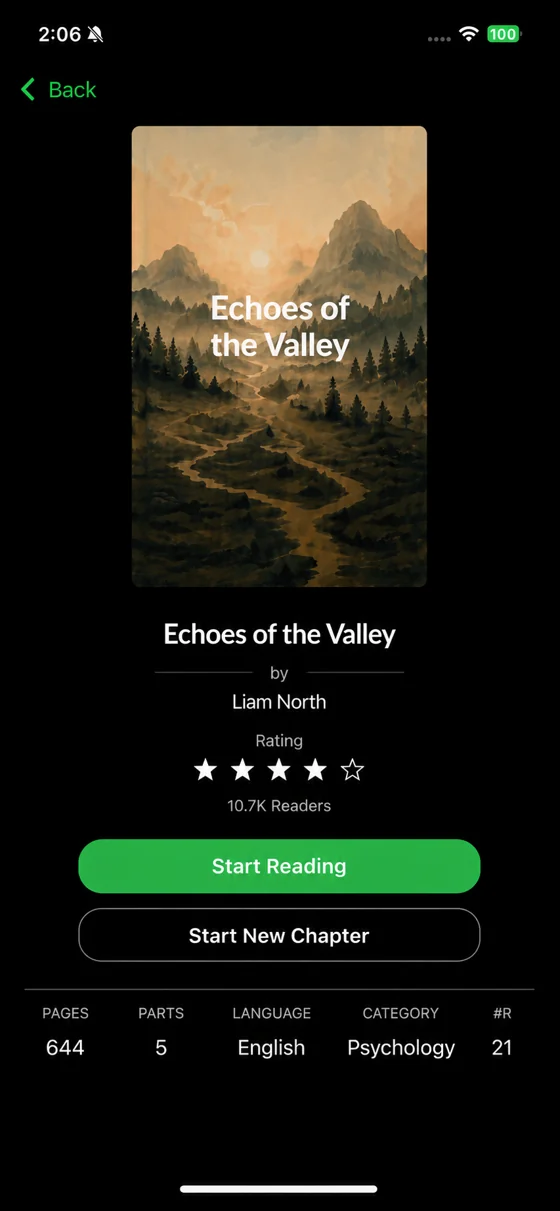 2:06
100
Back
Echoes of
the Valley
Echoes of the Valley
by
Liam North
Rating
10.7K Readers
Start Reading
Start New Chapter
PAGES PARTS LANGUAGE CATEGORY #R
644 5 English Psychology 21